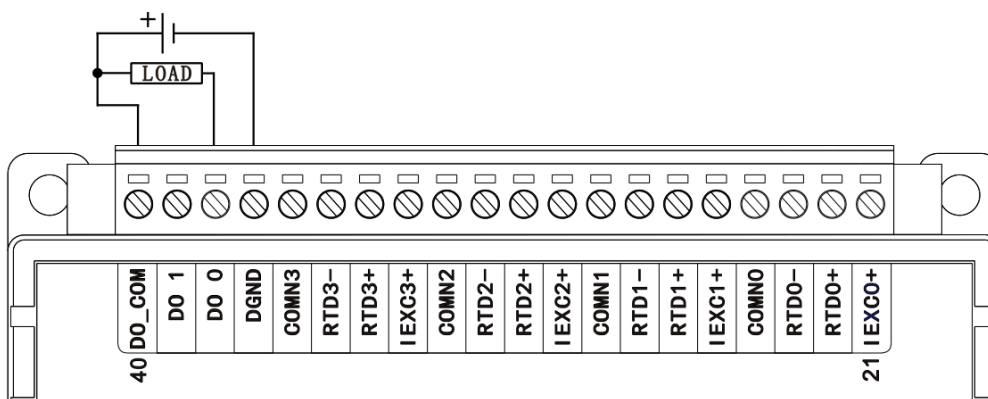 +
LOAD
40 DO_COM
DO 1
DO 0
DGND
COMN3
RTD3-
RTD3+
IEXC3+
COMN2
RTD2-
RTD2+
IEXC2+
COMN1
RTD1-
RTD1+
IEXC1+
COMN0
RTD0-
RTD0+
21 IEXC0+